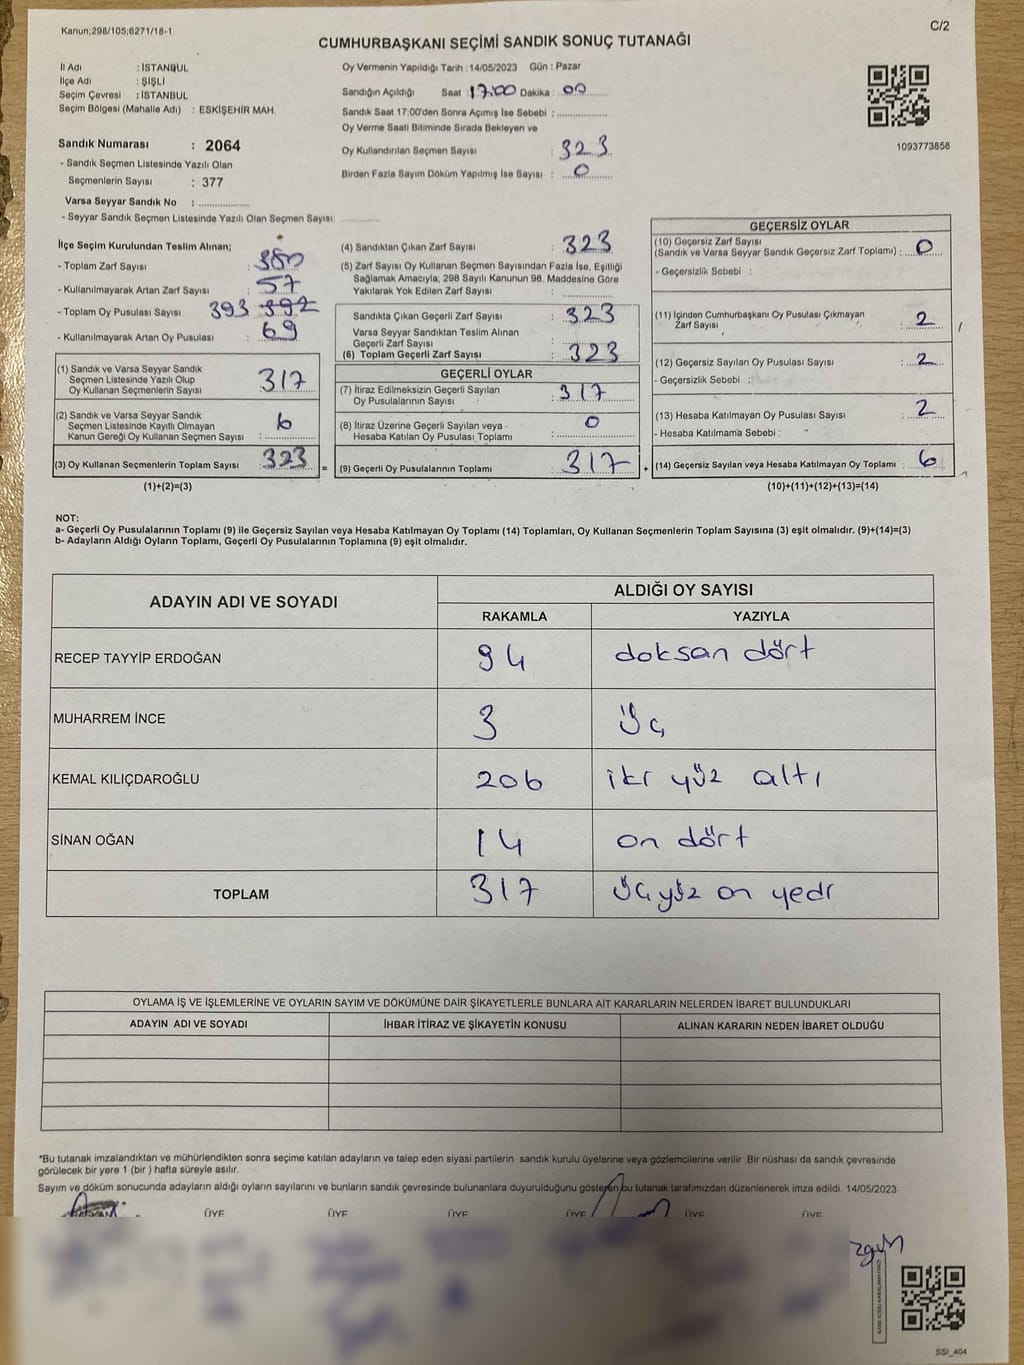 Kanun;298/105;6271/18-1
C/2
CUMHURBAŞKANI SEÇİMİ SANDIK SONUÇ TUTANAĞI
İl Adı : İSTANBUL
İlçe Adı : ŞİŞLİ
Seçim Çevresi : İSTANBUL
Seçim Bölgesi (Mahalle Adı) : ESKİŞEHİR MAH.
Sandık Numarası : 2064
- Sandık Seçmen Listesinde Yazılı Olan
Seçmenlerin Sayısı : 377
Varsa Seyyar Sandık No :
- Seyyar Sandık Seçmen Listesinde Yazılı Olan Seçmen Sayısı:
Oy Vermenin Yapıldığı Tarih : 14/05/2023 Gün : Pazar
Sandığın Açıldığı Saat : 17:00 Dakika : 00
Sandık Saat 17:00'den Sonra Açımış İse Sebebi :
Oy Verme Saati Bitiminde Sırada Bekleyen ve
Oy Kullandırılan Seçmen Sayısı : 323
Birden Fazla Sayım Döküm Yapılmış İse Sayısı : 0
1093773858
İlçe Seçim Kurulundan Teslim Alınan;
- Toplam Zarf Sayısı : 380
- Kullanılmayarak Artan Zarf Sayısı : 57
- Toplam Oy Pusulası Sayısı 393 392
- Kullanılmayarak Artan Oy Pusulası : 69
(1) Sandık ve Varsa Seyyar Sandık
Seçmen Listesinde Yazılı Olup
Oy Kullanan Seçmenlerin Sayısı 317
(2) Sandık ve Varsa Seyyar Sandık
Seçmen Listesinde Kayıtlı Olmayan
Kanun Gereği Oy Kullanan Seçmen Sayısı : 6
(3) Oy Kullanan Seçmenlerin Toplam Sayısı 323 =
(1)+(2)=(3)
(4) Sandıktan Çıkan Zarf Sayısı : 323
(5) Zarf Sayısı Oy Kullanan Seçmen Sayısından Fazla İse, Eşitliği
Sağlamak Amacıyla, 298 Sayılı Kanunun 98. Maddesine Göre
Yakılarak Yok Edilen Zarf Sayısı :
Sandıkta Çıkan Geçerli Zarf Sayısı : 323
Varsa Seyyar Sandıktan Teslim Alınan
Geçerli Zarf Sayısı :
(6) Toplam Geçerli Zarf Sayısı : 323
GEÇERLİ OYLAR
(7) İtiraz Edilmeksizin Geçerli Sayılan
Oy Pusulalarının Sayısı : 317
(8) İtiraz Üzerine Geçerli Sayılan veya
Hesaba Katılan Oy Pusulası Toplamı : 0
(9) Geçerli Oy Pusulalarının Toplamı : 317 +
GEÇERSİZ OYLAR
(10) Geçersiz Zarf Sayısı
(Sandık ve Varsa Seyyar Sandık Geçersiz Zarf Toplamı) : 0
- Geçersizlik Sebebi :
(11) İçinden Cumhurbaşkanı Oy Pusulası Çıkmayan
Zarf Sayısı : 2
(12) Geçersiz Sayılan Oy Pusulası Sayısı : 2
- Geçersizlik Sebebi :
(13) Hesaba Katılmayan Oy Pusulası Sayısı : 2
- Hesaba Katılmama Sebebi :
(14) Geçersiz Sayılan veya Hesaba Katılmayan Oy Toplamı : 6
(10)+(11)+(12)+(13)=(14)
NOT:
a- Geçerli Oy Pusulalarının Toplamı (9) ile Geçersiz Sayılan veya Hesaba Katılmayan Oy Toplamı (14) Toplamları, Oy Kullanan Seçmenlerin Toplam Sayısına (3) eşit olmalıdır. (9)+(14)=(3)
b- Adayların Aldığı Oyların Toplamı, Geçerli Oy Pusulalarının Toplamına (9) eşit olmalıdır.
ADAYIN ADI VE SOYADI
ALDIĞI OY SAYISI
RAKAMLA YAZIYLA
RECEP TAYYİP ERDOĞAN 94 doksan dört
MUHARREM İNCE 3 üç
KEMAL KILIÇDAROĞLU 206 iki yüz altı
SİNAN OĞAN 14 on dört
TOPLAM 317 üçyüz on yedi
OYLAMA İŞ VE İŞLEMLERİNE VE OYLARIN SAYIM VE DÖKÜMÜNE DAİR ŞİKAYETLERLE BUNLARA AİT KARARLARIN NELERDEN İBARET BULUNDUKLARI
ADAYIN ADI VE SOYADI İHBAR İTİRAZ VE ŞİKAYETİN KONUSU ALINAN KARARIN NEDEN İBARET OLDUĞU
*Bu tutanak imzalandıktan ve mühürlendikten sonra seçime katılan adayların ve talep eden siyasi partilerin sandık kurulu üyelerine veya gözlemcilerine verilir .Bir nüshası da sandık çevresinde
görülecek bir yere 1 (bir ) hafta süreyle asılır.
Sayım ve döküm sonucunda adayların aldığı oyların sayılarını ve bunların sandık çevresinde bulunanlara duyurulduğunu gösteren bu tutanak tarafımızdan düzenlenerek imza edildi. 14/05/2023
BAŞKAN ÜYE ÜYE ÜYE ÜYE ÜYE ÜYE
SSI_404